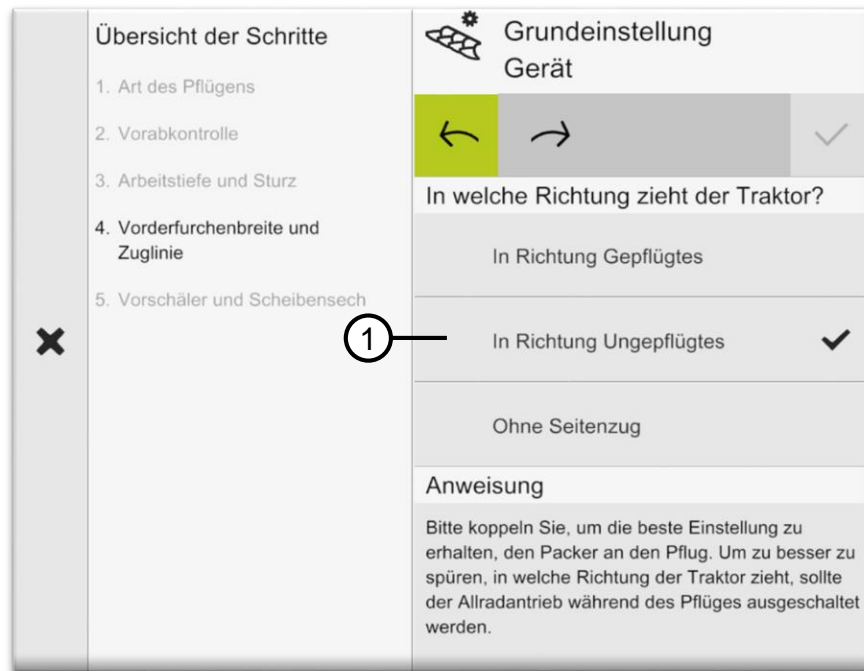 Übersicht der Schritte
1. Art des Pflügens
2. Vorabkontrolle
3. Arbeitstiefe und Sturz
4. Vorderfurchenbreite und
Zuglinie
5. Vorschäler und Scheibensech
Grundeinstellung
Gerät
In welche Richtung zieht der Traktor?
In Richtung Gepflügtes
1
In Richtung Ungepflügtes
Ohne Seitenzug
Anweisung
Bitte koppeln Sie, um die beste Einstellung zu
erhalten, den Packer an den Pflug. Um zu besser zu
spüren, in welche Richtung der Traktor zieht, sollte
der Allradantrieb während des Pflüges ausgeschaltet
werden.